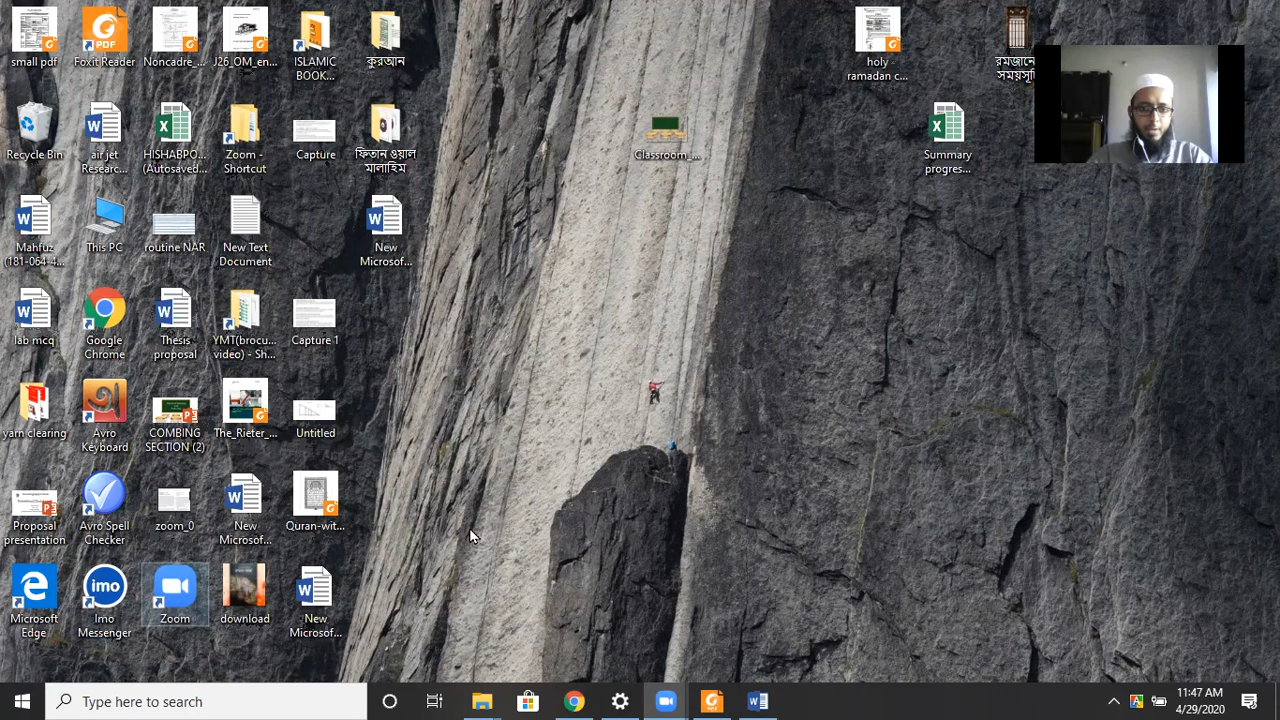 small pdf
Foxit Reader
Noncadre_...
J26_OM_en...
ISLAMIC
BOOK...
কুরআন
holy -
ramadan c...
রমজানে
সময়সূ
Recycle Bin
air jet
Researc...
HISHABPO...
(Autosaved...
Zoom -
Shortcut
Capture
ফিতান ওয়াল
মালাহিম
Classroom_...
Summary
progres...
Mahfuz
(181-064-4...
This PC
routine NAR
New Text
Document
New
Microsof...
lab mcq
Google
Chrome
Thesis
proposal
YMT(brocu...
video) - Sh...
Capture 1
yarn clearing
Avro
Keyboard
COMBING
SECTION (2)
The_Rieter_...
Untitled
Proposal
presentation
Avro Spell
Checker
zoom_0
New
Microsof...
Quran-wit...
Microsoft
Edge
Imo
Messenger
Zoom
download
New
Microsof...
Type here to search
11:47 AM
4/29/2020